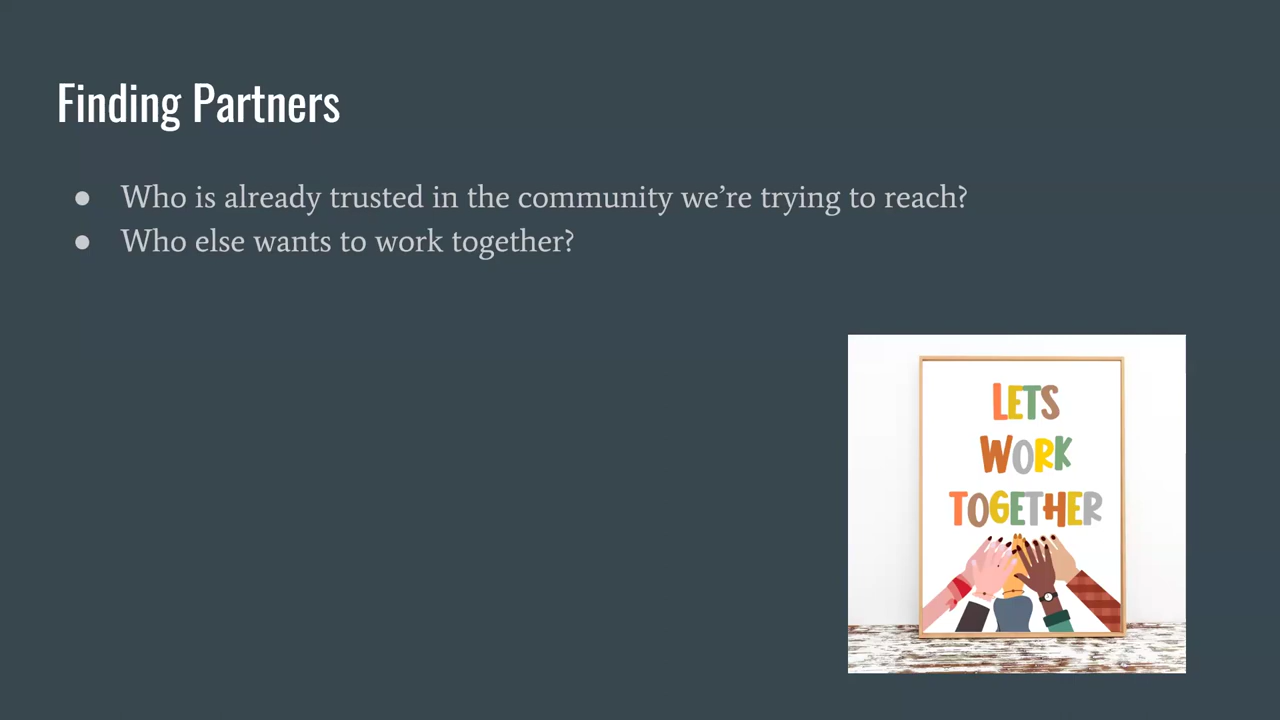 Finding Partners
● Who is already trusted in the community we’re trying to reach?
● Who else wants to work together?
LETS
WORK
TOGETHER